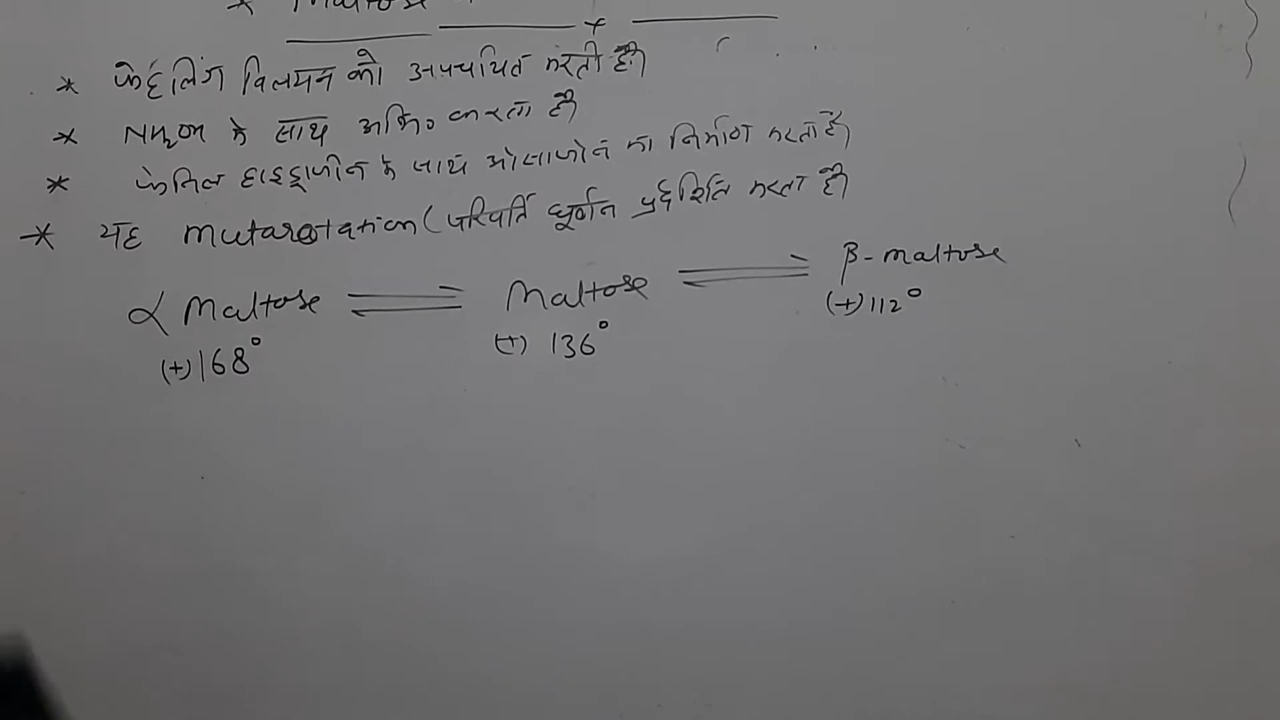 * Maltose
* फेहलिंग विलयन को अपचयित करती है।
* NH2OH के साथ अभि० करता है।
* फेनिल हाइड्राजीन के साथ ओसाजोन का निर्माण करता है।
* यह mutarotation (परिवर्ति घूर्णन प्रदर्शित करता है।
α Maltose ⇌ Maltose ⇌ β-maltose
(+)168° (+) 136° (+)112°